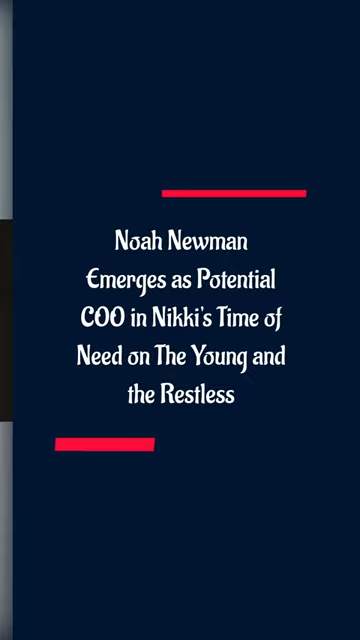 Noah Newman
Emerges as Potential
COO in Nikki's Time of
Need on The Young and
the Restless